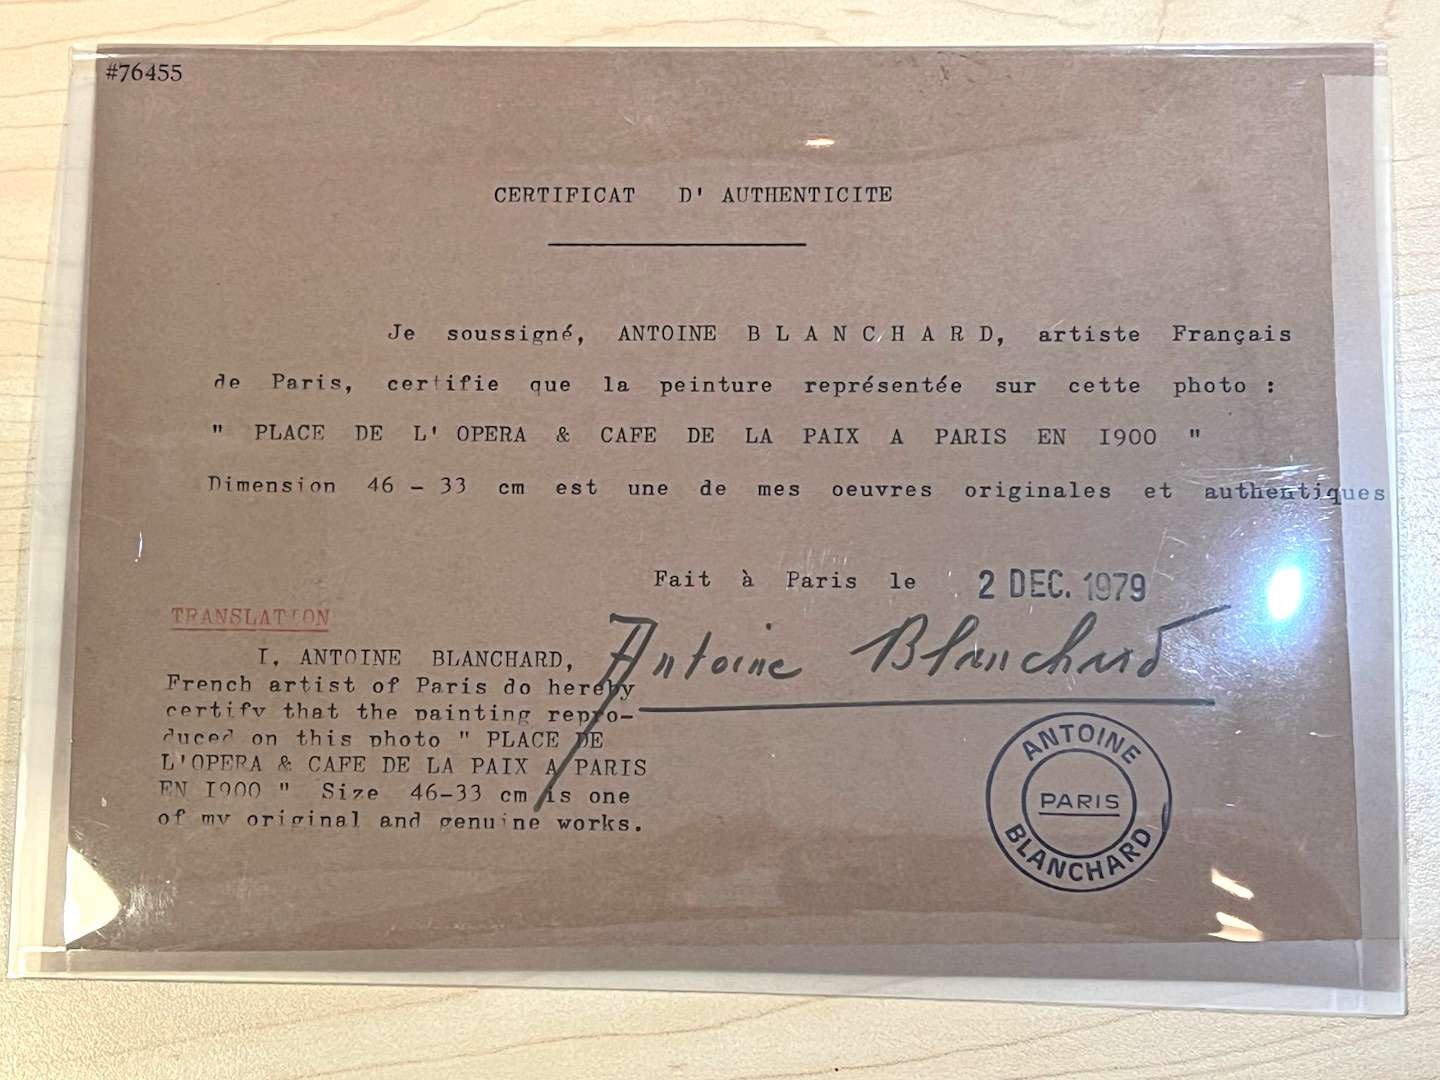 #76455
CERTIFICAT D' AUTHENTICITE
Je soussigné, ANTOINE B L A N C H A R D, artiste Français
de Paris, certifie que la peinture représentée sur cette photo :
" PLACE DE L' OPERA & CAFE DE LA PAIX A PARIS EN I900 "
Dimension 46 - 33 cm est une de mes oeuvres originales et authentiques
Fait à Paris le 2 DEC. 1979
Antoine Blanchard
TRANSLATION
I, ANTOINE BLANCHARD,
French artist of Paris do hereby
certify that the painting repro-
duced on this photo " PLACE DE
L'OPERA & CAFE DE LA PAIX A PARIS
EN I900 " Size 46-33 cm is one
of my original and genuine works.
ANTOINE
PARIS
BLANCHARD